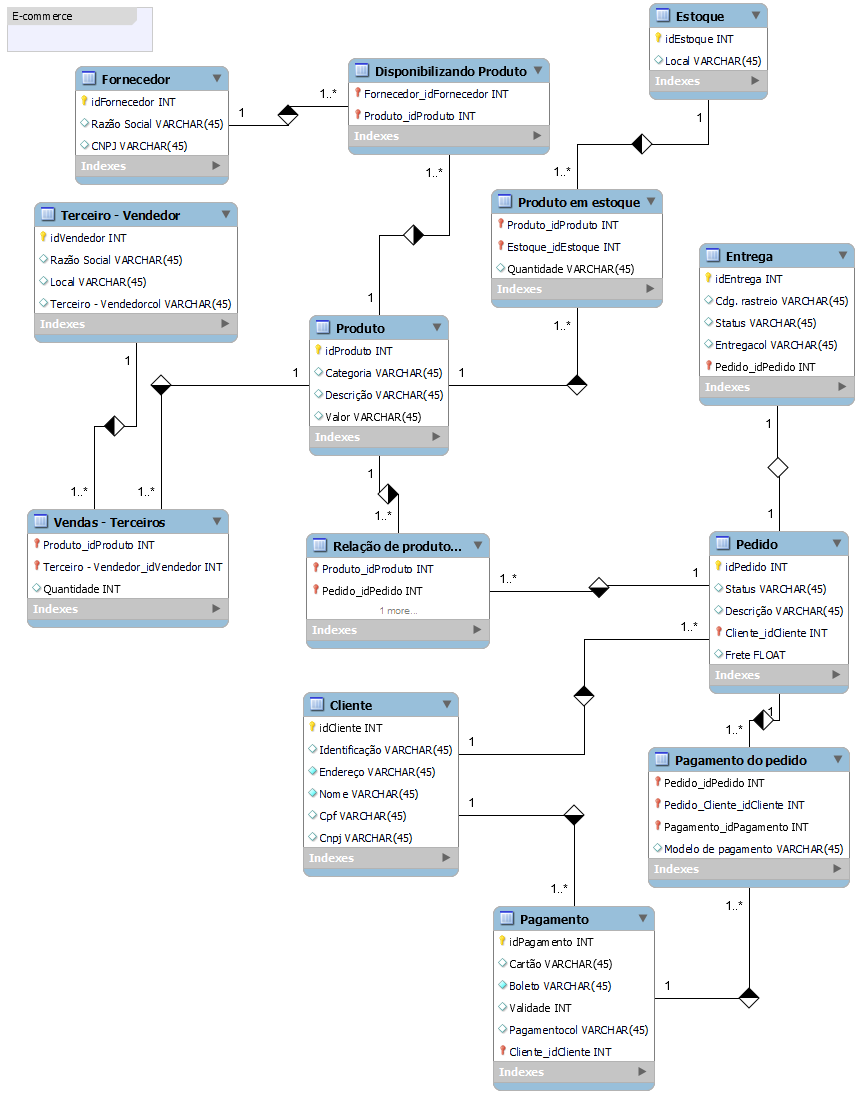 E-commerce
Estoque
idEstoque INT
Local VARCHAR(45)
Indexes
Fornecedor
idFornecedor INT
Razão Social VARCHAR(45)
CNPJ VARCHAR(45)
Indexes
1
1..*
Disponibilizando Produto
Fornecedor_idFornecedor INT
Produto_idProduto INT
Indexes
1
1..*
1..*
1
Terceiro - Vendedor
idVendedor INT
Razão Social VARCHAR(45)
Local VARCHAR(45)
Terceiro - Vendedorcol VARCHAR(45)
Indexes
Produto em estoque
Produto_idProduto INT
Estoque_idEstoque INT
Quantidade VARCHAR(45)
Indexes
Entrega
idEntrega INT
Cdg. rastreio VARCHAR(45)
Status VARCHAR(45)
Entregacol VARCHAR(45)
Pedido_idPedido INT
Indexes
Produto
idProduto INT
Categoria VARCHAR(45)
Descrição VARCHAR(45)
Valor VARCHAR(45)
Indexes
1..*
1
1
1
1..*
1..*
1
1..*
1
1
Vendas - Terceiros
Produto_idProduto INT
Terceiro - Vendedor_idVendedor INT
Quantidade INT
Indexes
Relação de produto...
Produto_idProduto INT
Pedido_idPedido INT
1 more...
Indexes
1..*
1
Pedido
idPedido INT
Status VARCHAR(45)
Descrição VARCHAR(45)
Cliente_idCliente INT
Frete FLOAT
Indexes
1..*
1
1..*
Cliente
idCliente INT
Identificação VARCHAR(45)
Endereço VARCHAR(45)
Nome VARCHAR(45)
Cpf VARCHAR(45)
Cnpj VARCHAR(45)
Indexes
1
1
1..*
Pagamento do pedido
Pedido_idPedido INT
Pedido_Cliente_idCliente INT
Pagamento_idPagamento INT
Modelo de pagamento VARCHAR(45)
Indexes
1..*
1
Pagamento
idPagamento INT
Cartão VARCHAR(45)
Boleto VARCHAR(45)
Validade INT
Pagamentocol VARCHAR(45)
Cliente_idCliente INT
Indexes